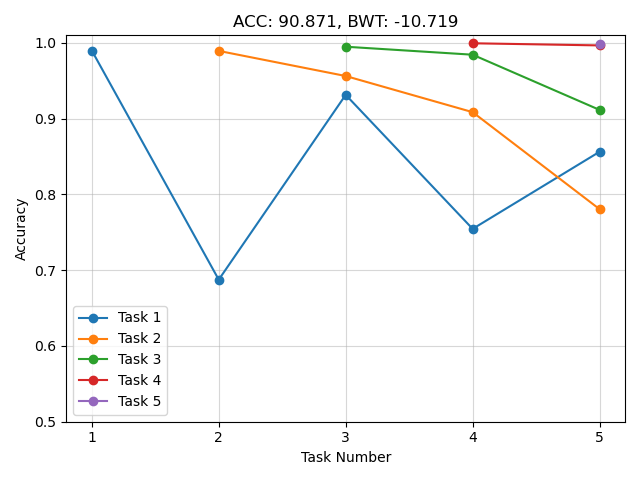 ACC: 90.871, BWT: -10.719
1.0
0.9
0.8
0.7
0.6
0.5
Accuracy
Task 1
Task 2
Task 3
Task 4
Task 5
1 2 3 4 5
Task Number